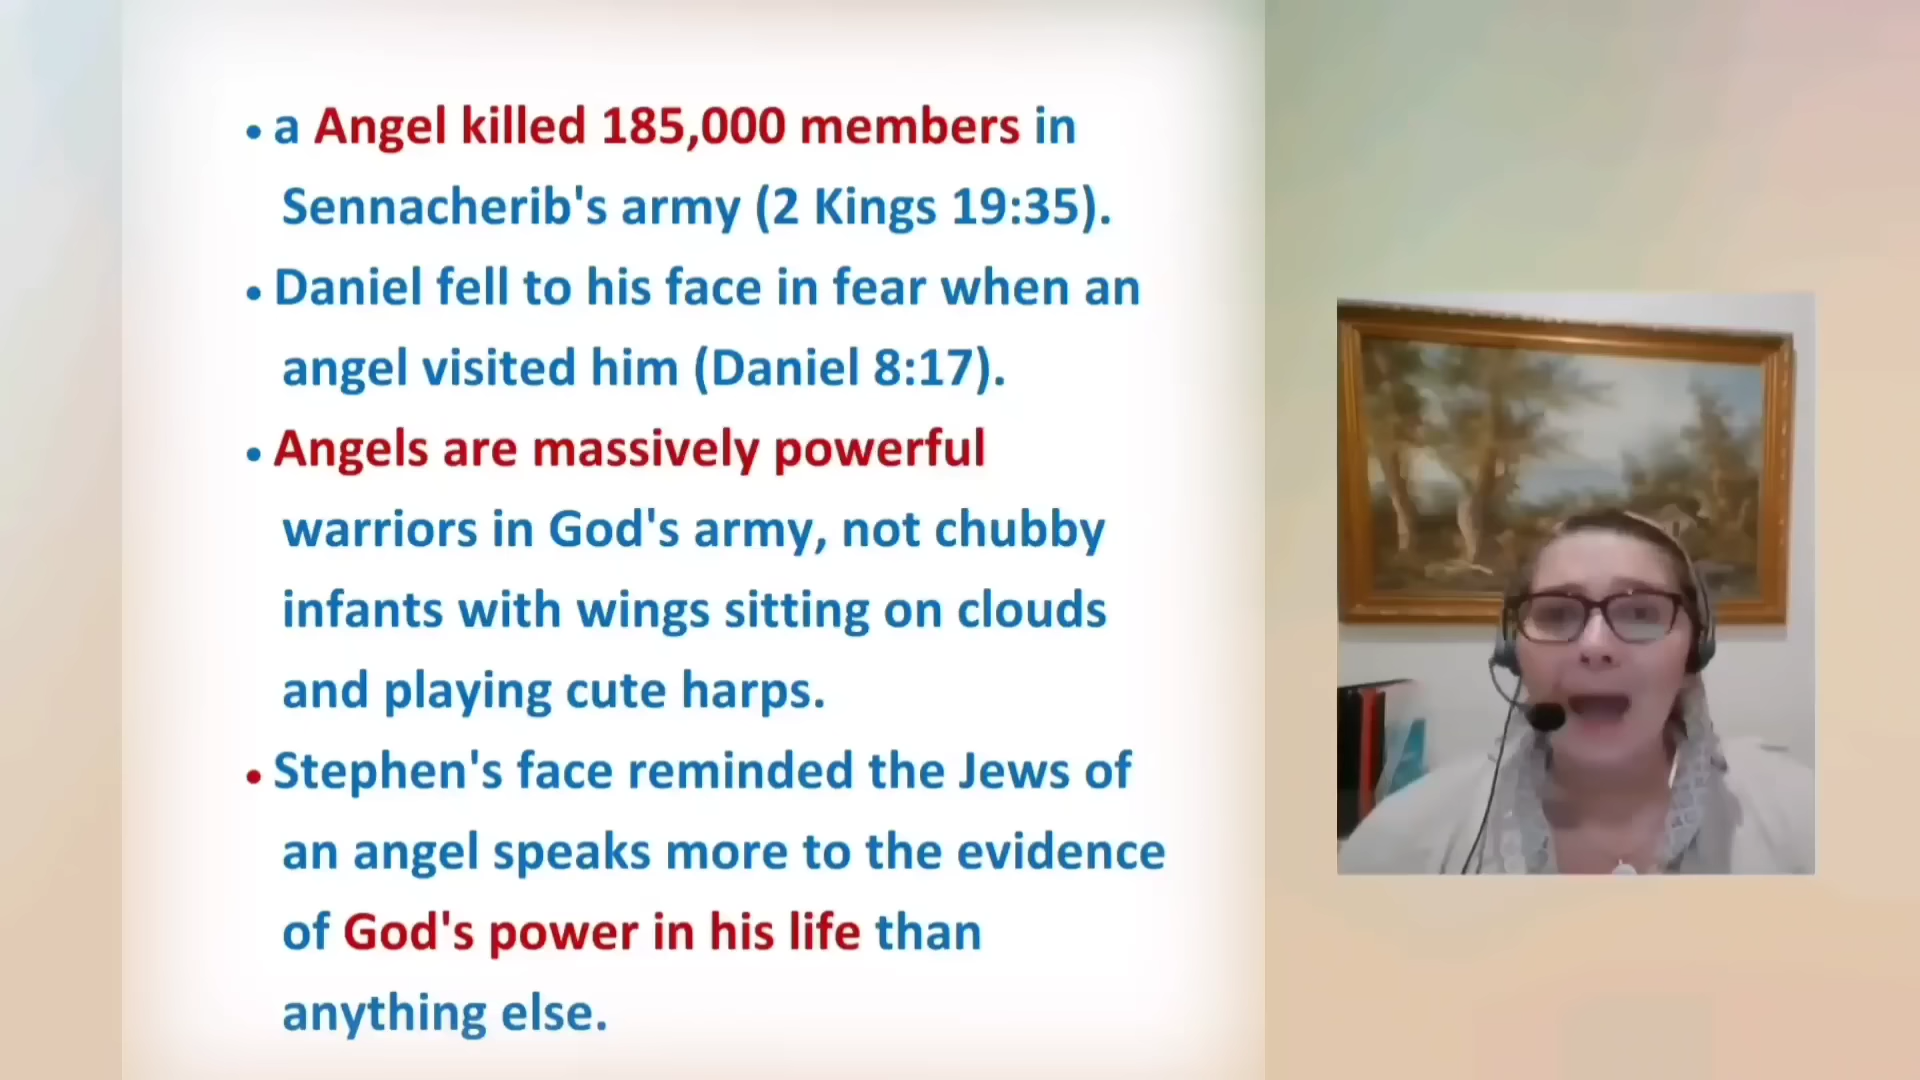 • a Angel killed 185,000 members in
Sennacherib's army (2 Kings 19:35).
• Daniel fell to his face in fear when an
angel visited him (Daniel 8:17).
• Angels are massively powerful
warriors in God's army, not chubby
infants with wings sitting on clouds
and playing cute harps.
• Stephen's face reminded the Jews of
an angel speaks more to the evidence
of God's power in his life than
anything else.